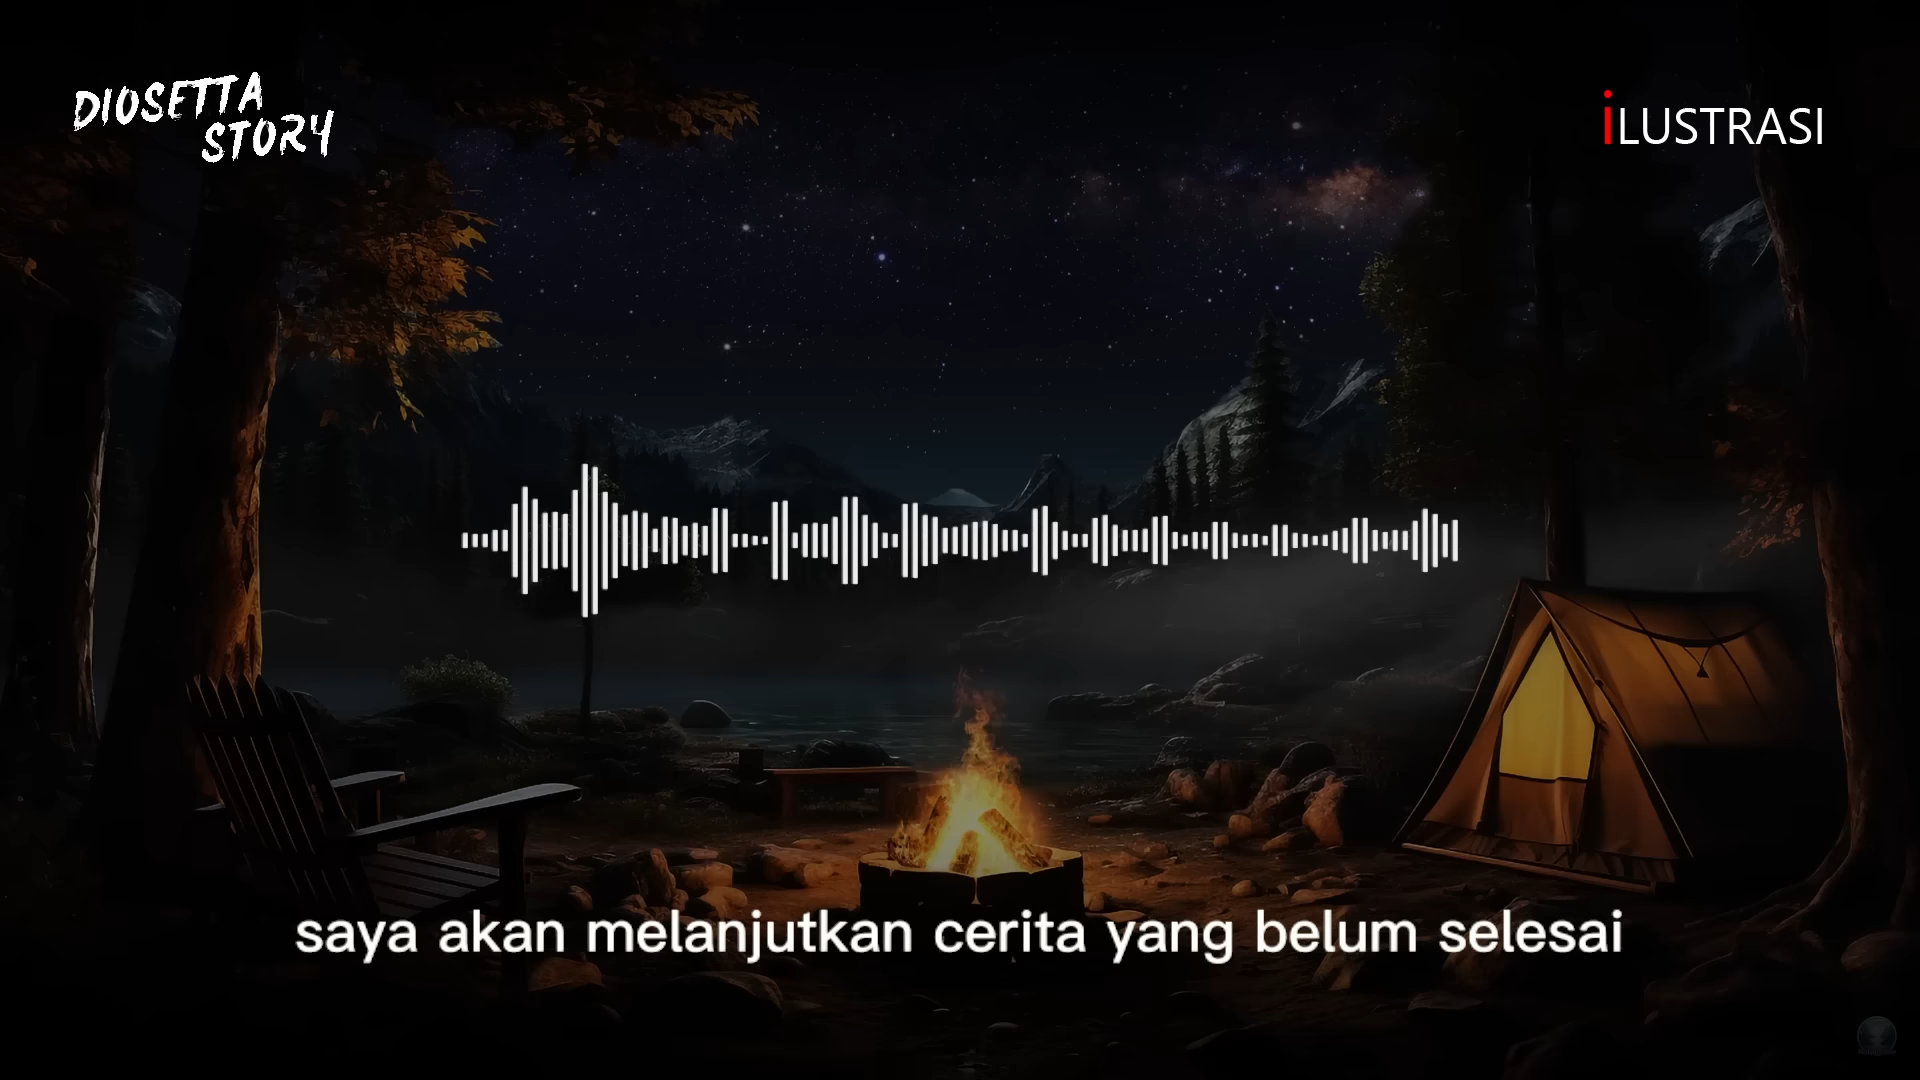 DIOSETTA
STORY
iLUSTRASI
saya akan melanjutkan cerita yang belum selesai